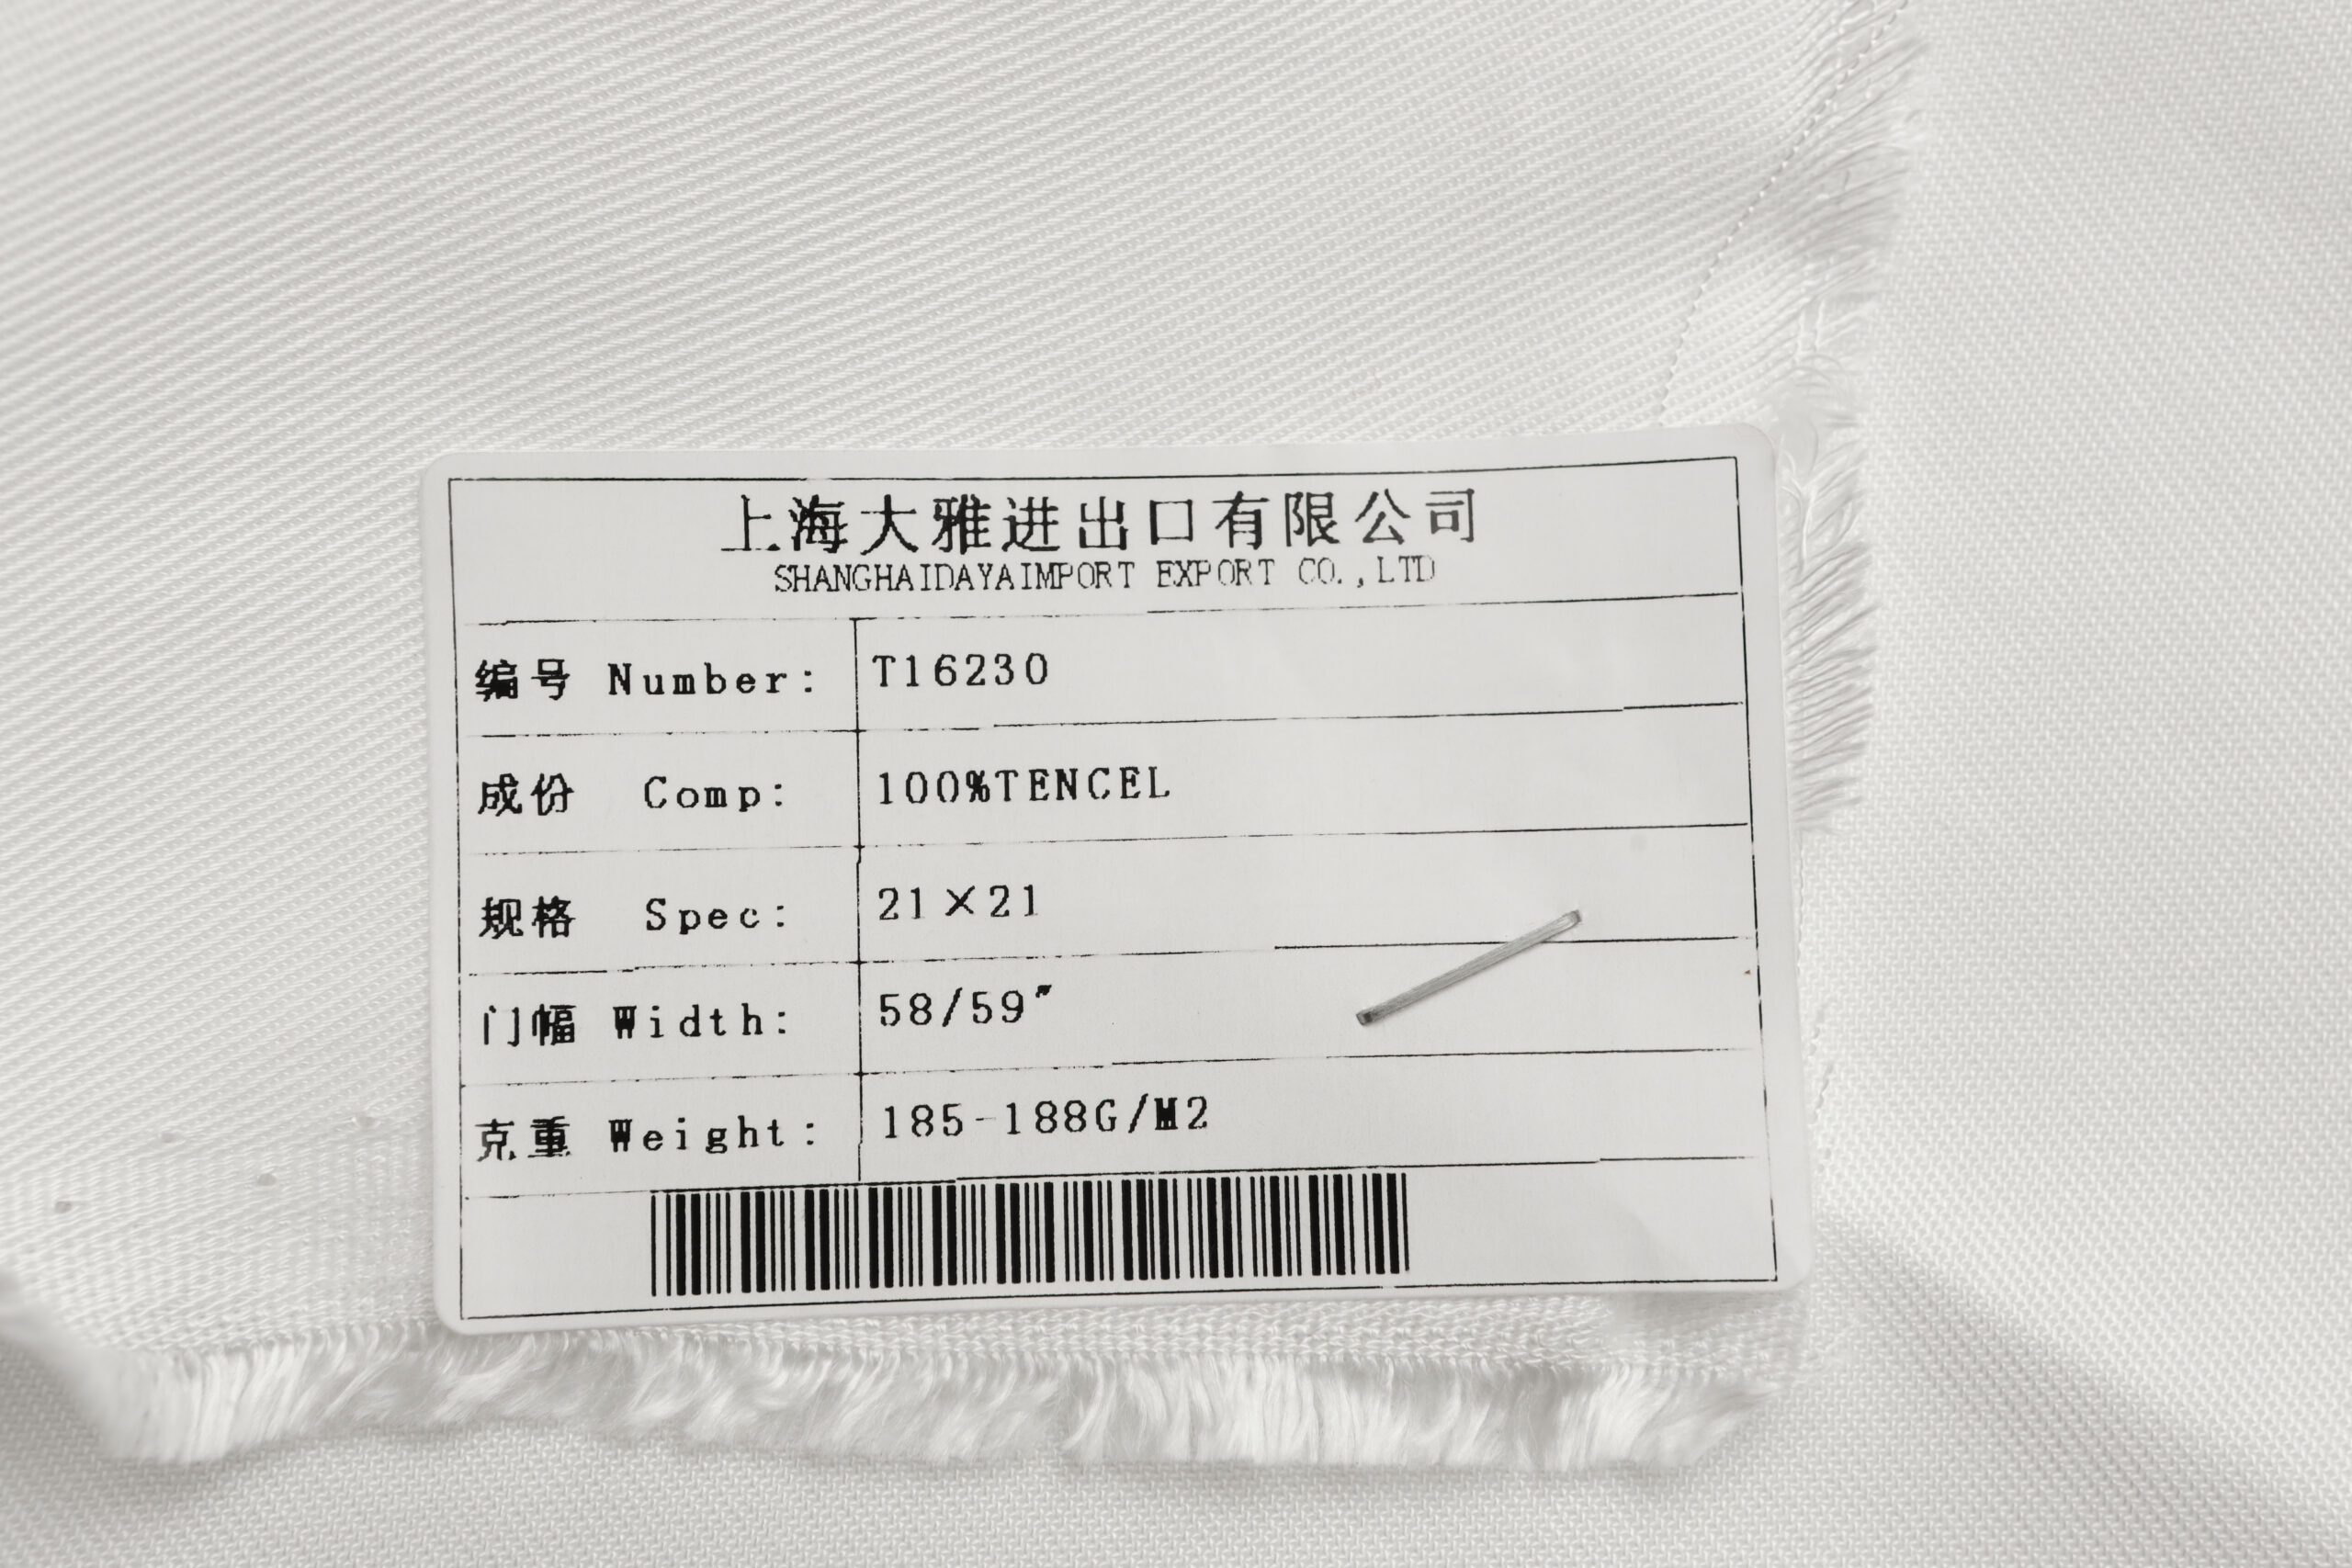 上海大雅进出口有限公司
SHANGHAIDAYAIMPORT EXPORT CO.,LTD
编号 Number: T16230
成份 Comp: 100%TENCEL
规格 Spec: 21×21
门幅 Width: 58/59"
克重 Weight: 185-188G/M2